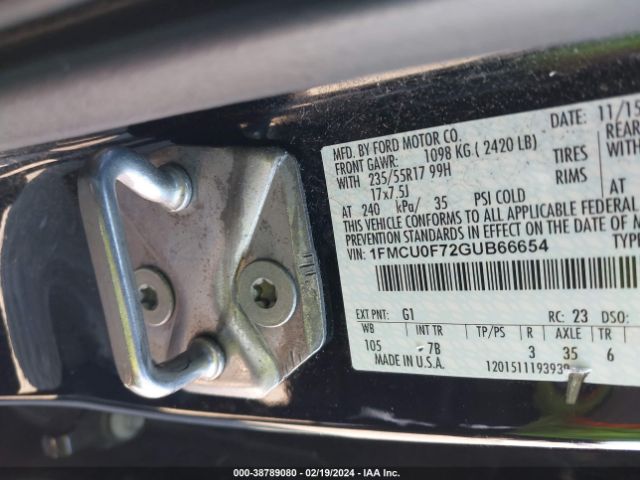 MFD. BY FORD MOTOR CO. DATE: 11/15
FRONT GAWR: 1098 KG ( 2420 LB) REAR
WITH 235/55R17 99H TIRES WITH
17x7.5J RIMS
AT 240 kPa/ 35 PSI COLD AT
THIS VEHICLE CONFORMS TO ALL APPLICABLE FEDERAL
PREVENTION STANDARDS IN EFFECT ON THE DATE OF
VIN: 1FMCU0F72GUB66654 TYPE
EXT PNT: G1 RC: 23 DSO:
WB INT TR TP/PS R AXLE TR
105 7B 3 35 6
MADE IN U.S.A. 1201511193939
000-38789080 - 02/19/2024 - IAA Inc.